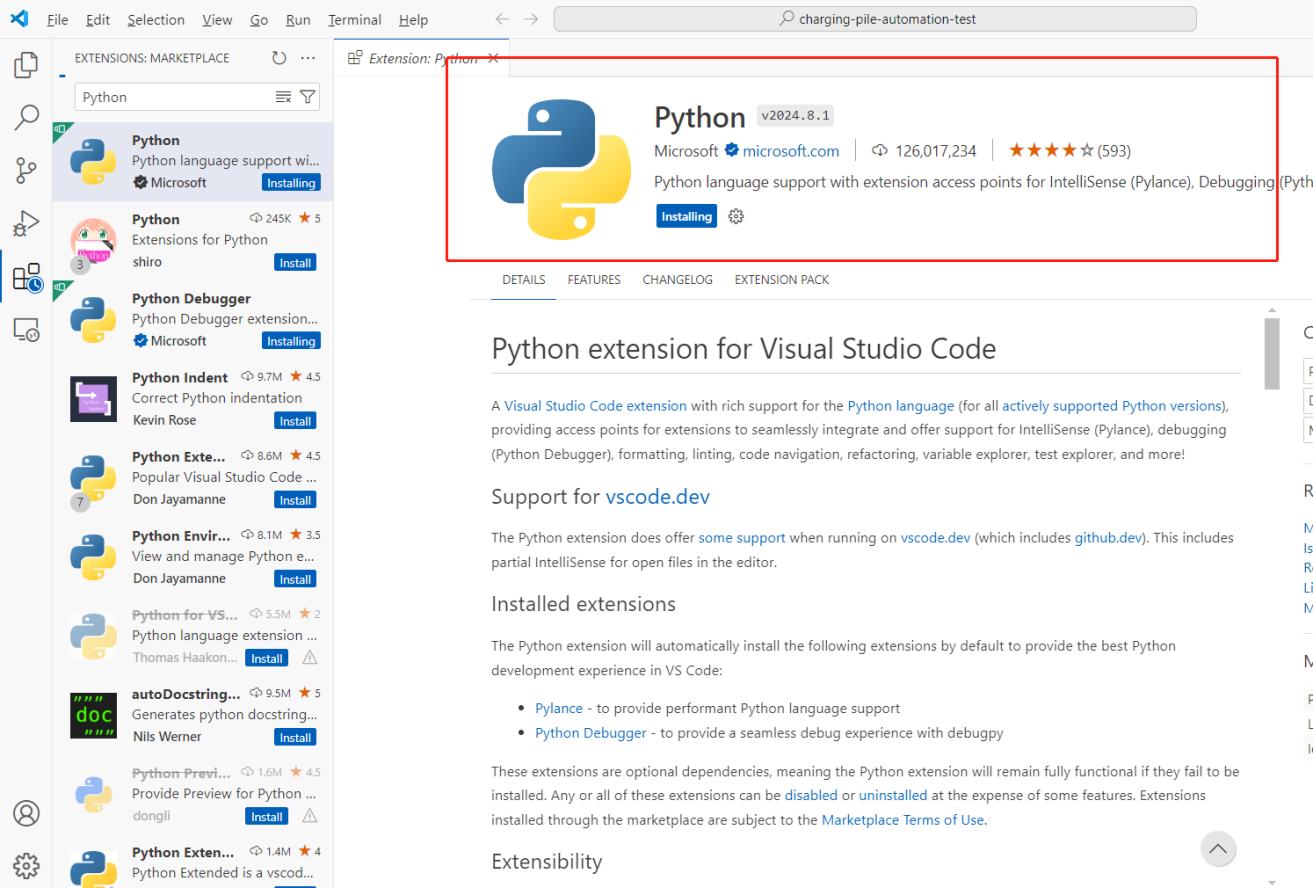 File Edit Selection View Go Run Terminal Help
charging-pile-automation-test
EXTENSIONS: MARKETPLACE
Python
Python
Python language support wi...
Microsoft
Installing
Python
245K
5
Extensions for Python
shiro
Install
3
Python Debugger
Python Debugger extension...
Microsoft
Installing
Python Indent
9.7M
4.5
Correct Python indentation
Kevin Rose
Install
Python Exte...
8.6M
4.5
Popular Visual Studio Code ...
Don Jayamanne
Install
7
Python Envir...
8.1M
3.5
View and manage Python e...
Don Jayamanne
Install
Python for VS...
5.5M
2
Python language extension ...
Thomas Haakon...
Install
autoDocstring...
9.5M
5
Generates python docstring...
Nils Werner
Install
"""
doc
"""
Python Previ...
1.6M
4.5
Provide Preview for Python ...
dongli
Install
Python Exten...
1.4M
4
Python Extended is a vscod...
Extension: Python
Python
v2024.8.1
Microsoft
microsoft.com
126,017,234
(593)
Python language support with extension access points for IntelliSense (Pylance), Debugging (Pyth
Installing
DETAILS FEATURES CHANGELOG EXTENSION PACK
Python extension for Visual Studio Code
A Visual Studio Code extension with rich support for the Python language (for all actively supported Python versions),
providing access points for extensions to seamlessly integrate and offer support for IntelliSense (Pylance), debugging
(Python Debugger), formatting, linting, code navigation, refactoring, variable explorer, test explorer, and more!
Support for vscode.dev
The Python extension does offer some support when running on vscode.dev (which includes github.dev). This includes
partial IntelliSense for open files in the editor.
Installed extensions
The Python extension will automatically install the following extensions by default to provide the best Python
development experience in VS Code:
• Pylance - to provide performant Python language support
• Python Debugger - to provide a seamless debug experience with debugpy
These extensions are optional dependencies, meaning the Python extension will remain fully functional if they fail to be
installed. Any or all of these extensions can be disabled or uninstalled at the expense of some features. Extensions
installed through the marketplace are subject to the Marketplace Terms of Use.
Extensibility